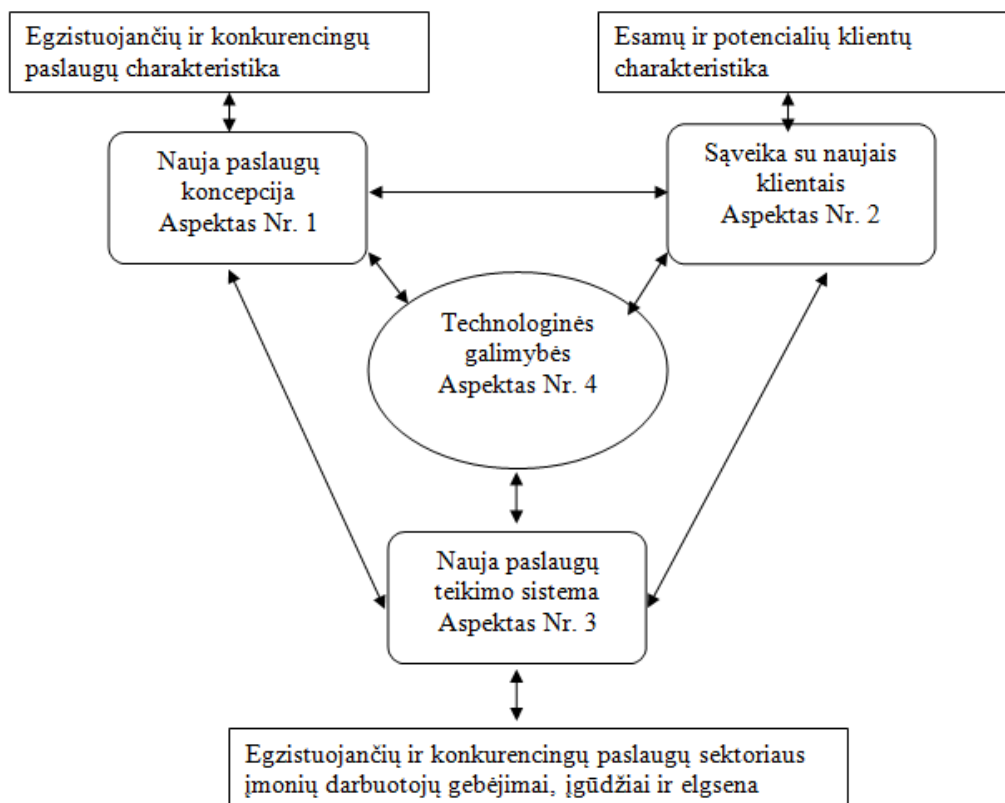 Egzistuojančių ir konkurencingų
paslaugų charakteristika
Esamų ir potencialių klientų
charakteristika
Nauja paslaugų
koncepcija
Aspektas Nr. 1
Sąveika su naujais
klientais
Aspektas Nr. 2
Technologinės
galimybės
Aspektas Nr. 4
Nauja paslaugų
teikimo sistema
Aspektas Nr. 3
Egzistuojančių ir konkurencingų paslaugų sektoriaus
įmonių darbuotojų gebėjimai, įgūdžiai ir elgsena